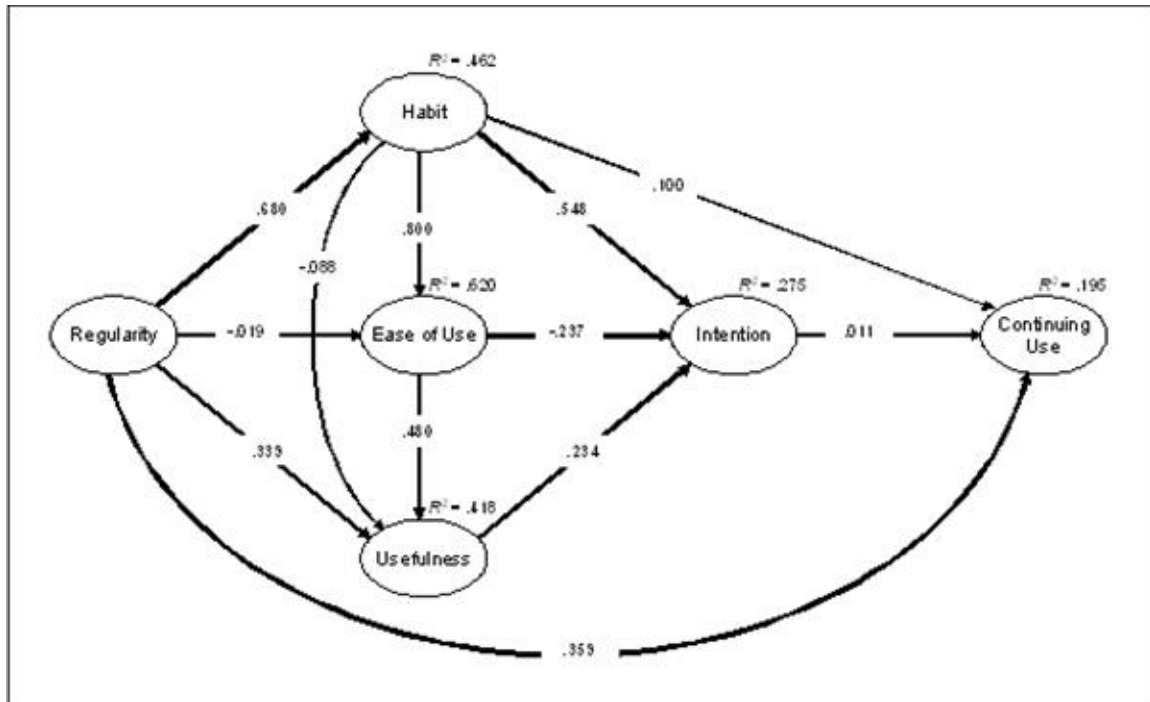 R² = .462
Habit
.100
.680
.548
.800
-.088
R² = .620
R² = .275
R² = .195
Regularity
-.019
Ease of Use
-.237
Intention
.011
Continuing
Use
.339
.480
.234
R² = .418
Usefulness
.359